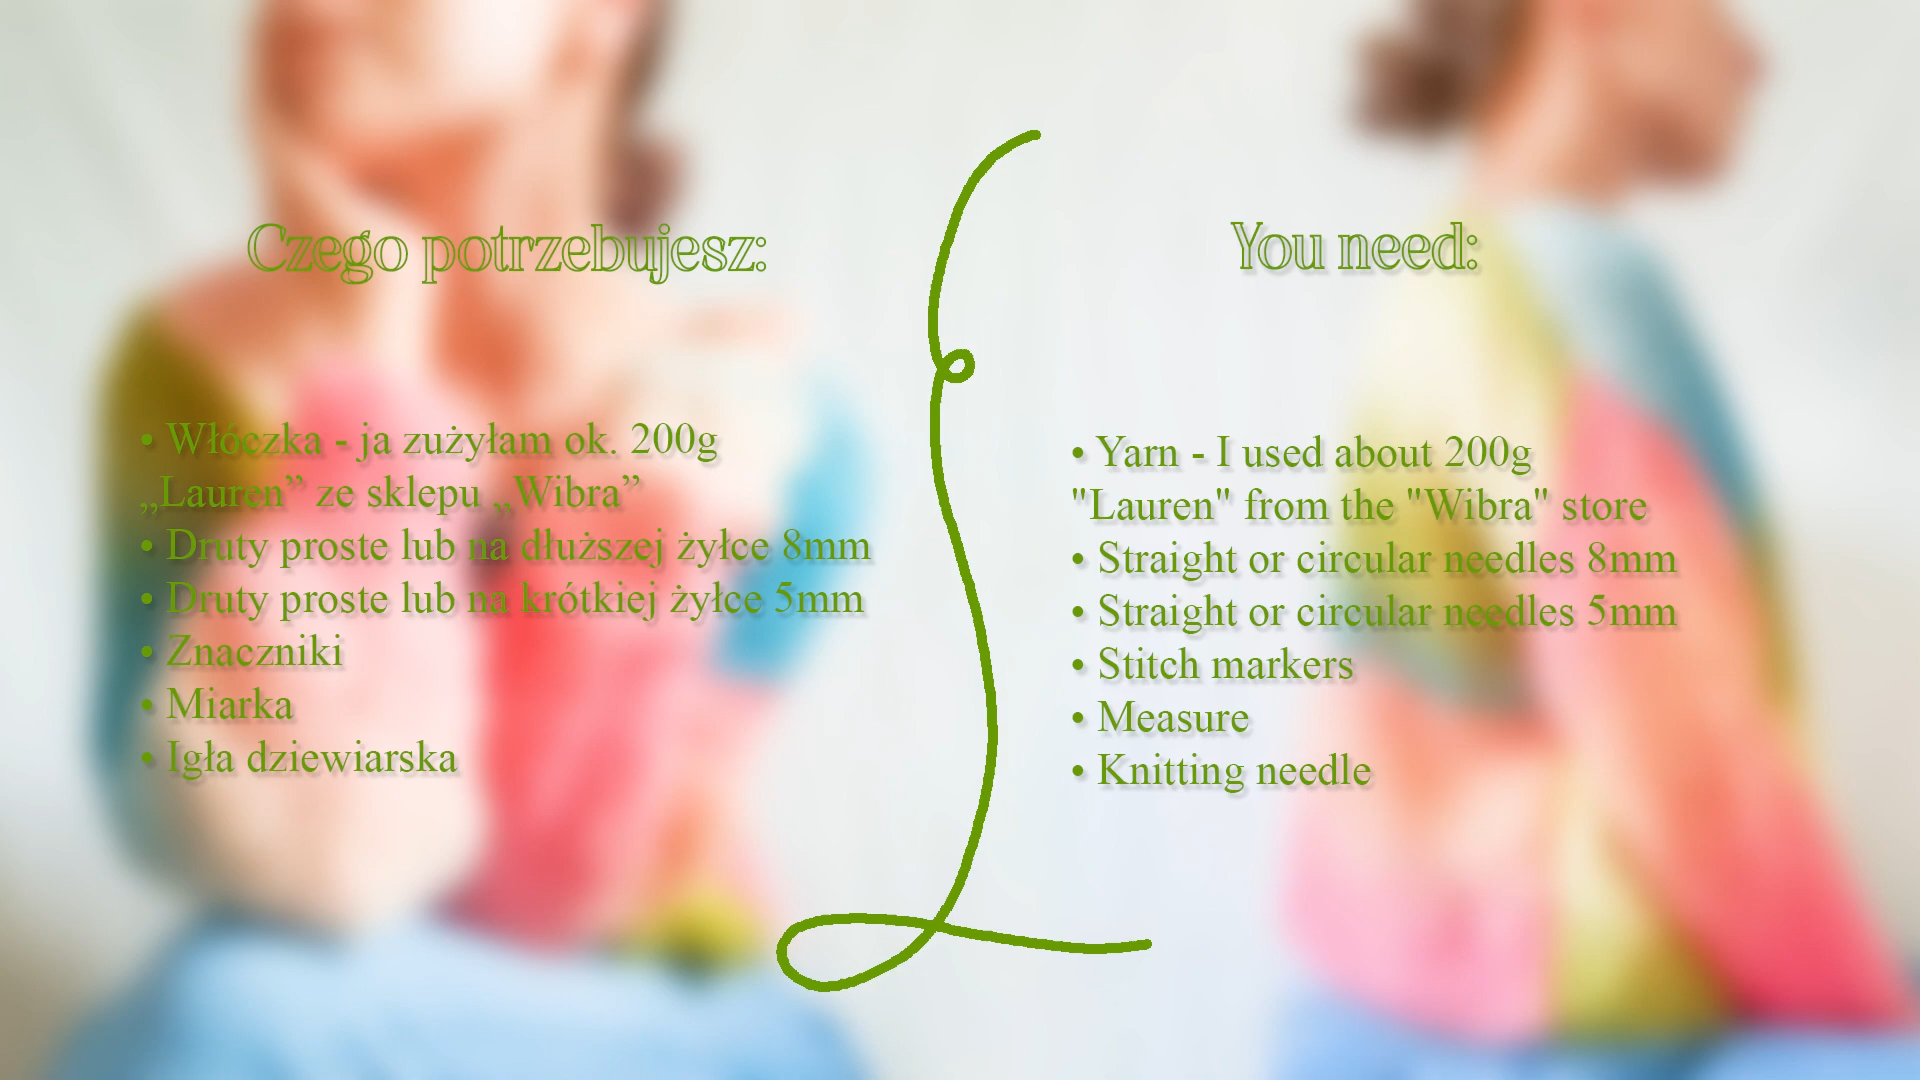 Czego potrzebujesz:
• Włóczka - ja zużyłam ok. 200g
„Lauren” ze sklepu „Wibra”
• Druty proste lub na dłuższej żyłce 8mm
• Druty proste lub na krótkiej żyłce 5mm
• Znaczniki
• Miarka
• Igła dziewiarska
You need:
• Yarn - I used about 200g
"Lauren" from the "Wibra" store
• Straight or circular needles 8mm
• Straight or circular needles 5mm
• Stitch markers
• Measure
• Knitting needle